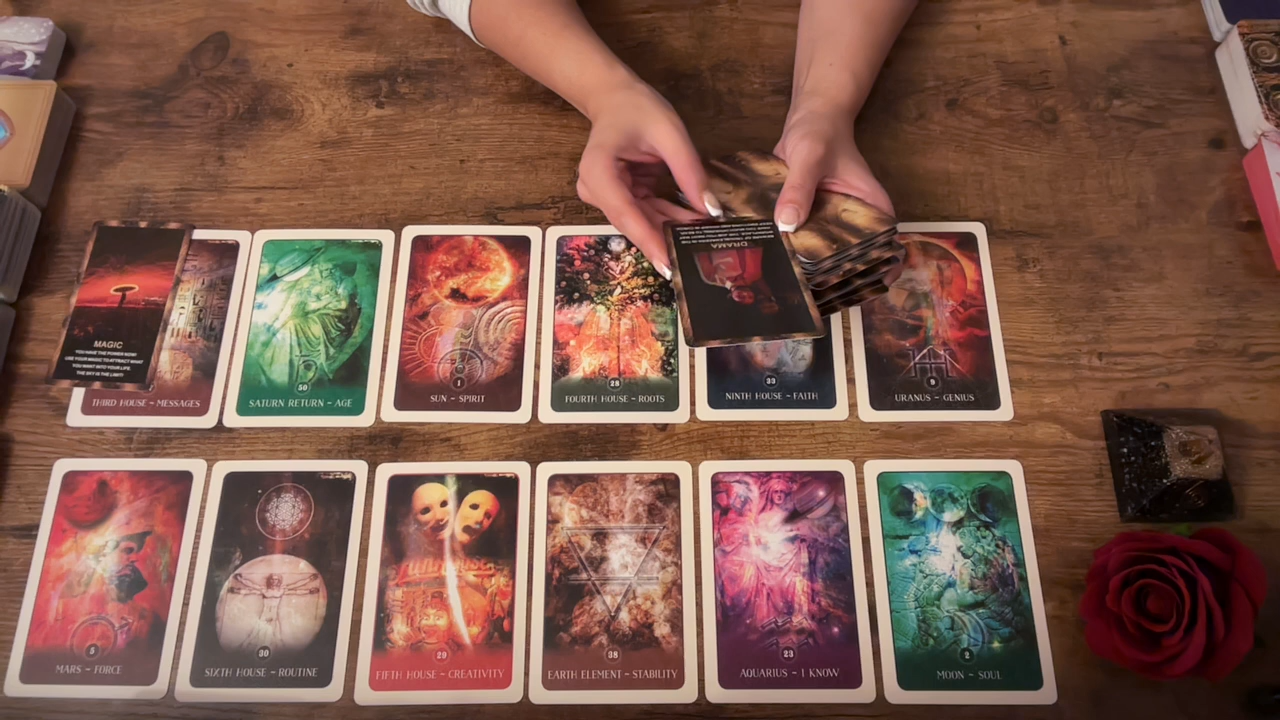 MAGIC
YOU HAVE THE POWER NOW!
USE YOUR MAGIC TO ATTRACT WHAT
YOU WANT INTO YOUR LIFE.
THE SKY IS THE LIMIT!
THIRD HOUSE ~ MESSAGES
50
SATURN RETURN ~ AGE
1
SUN ~ SPIRIT
28
FOURTH HOUSE ~ ROOTS
DRAMA
33
NINTH HOUSE ~ FAITH
9
URANUS ~ GENIUS
5
MARS ~ FORCE
30
SIXTH HOUSE ~ ROUTINE
29
FIFTH HOUSE ~ CREATIVITY
38
EARTH ELEMENT ~ STABILITY
23
AQUARIUS ~ I KNOW
2
MOON ~ SOUL